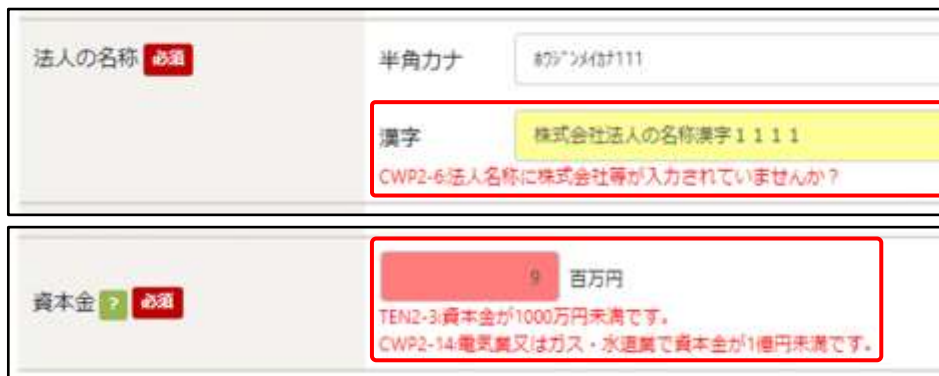 法人の名称 必須
半角カナ ﾎｳｼﾞﾝﾒｲｶﾅ111
漢字 株式会社法人の名称漢字１１１１
CWP2-6:法人名称に株式会社等が入力されていませんか？
資本金 ? 必須
9 百万円
TEN2-3:資本金が1000万円未満です。
CWP2-14:電気業又はガス・水道業で資本金が1億円未満です。